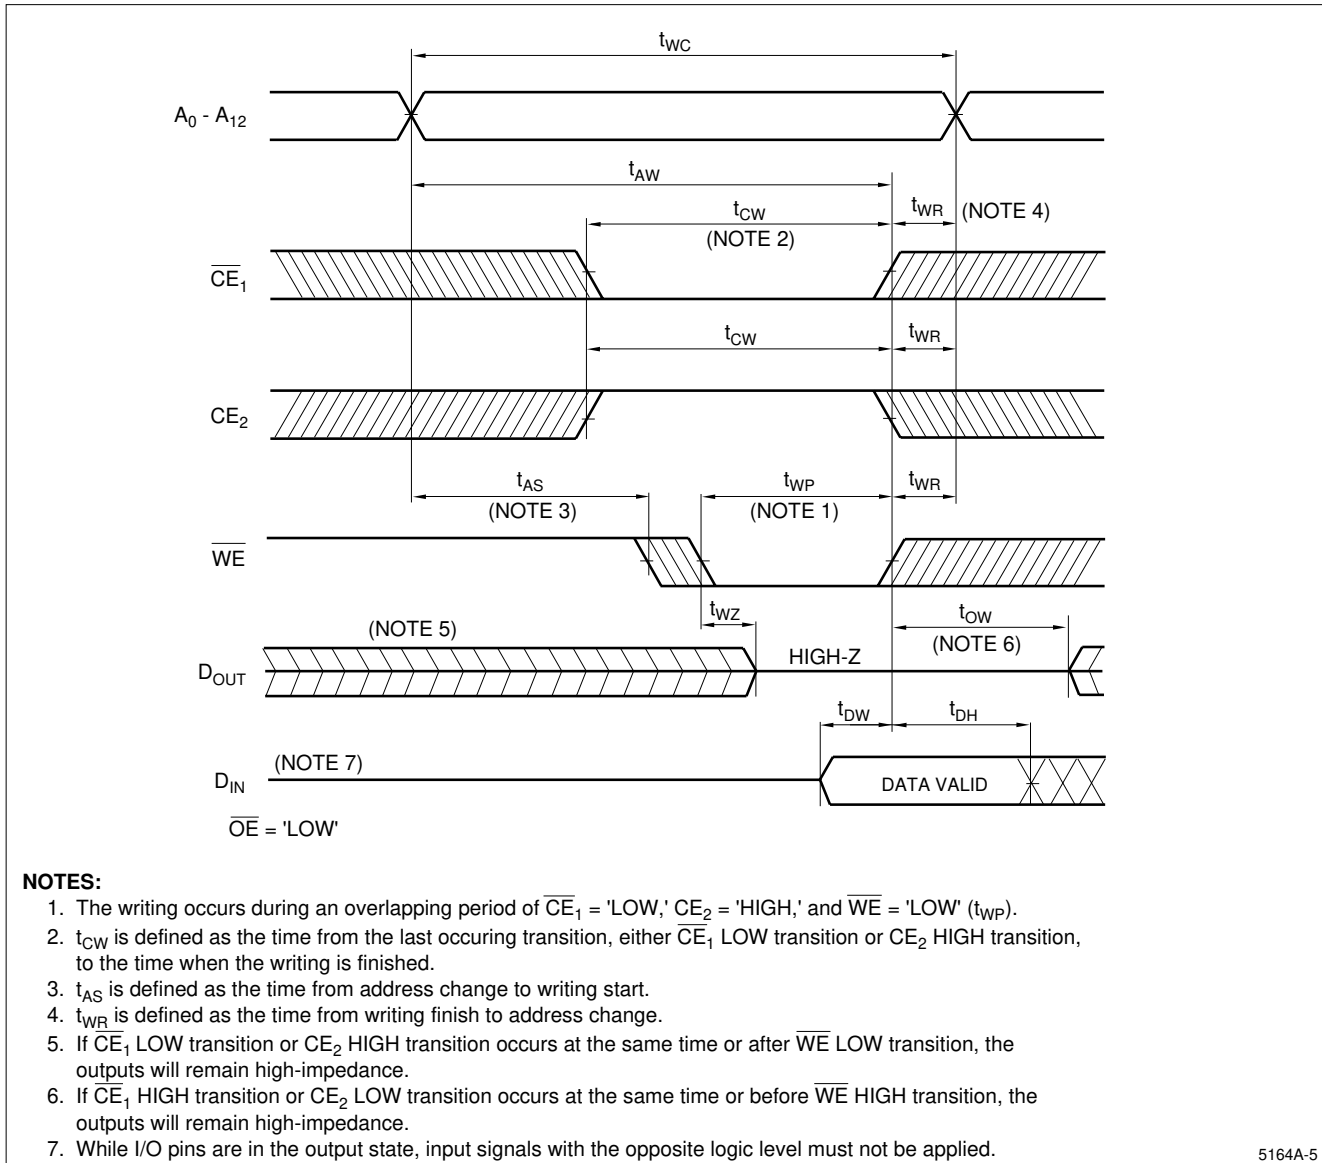 tWC
A0 - A12
tAW
tCW
(NOTE 2)
tWR
(NOTE 4)
CE1
tCW
tWR
CE2
tAS
(NOTE 3)
tWP
(NOTE 1)
tWR
WE
tWZ
tOW
(NOTE 6)
(NOTE 5)
HIGH-Z
DOUT
tDW
tDH
(NOTE 7)
DIN
DATA VALID
OE = 'LOW'
NOTES:
1. The writing occurs during an overlapping period of CE1 = 'LOW,' CE2 = 'HIGH,' and WE = 'LOW' (tWP).
2. tCW is defined as the time from the last occuring transition, either CE1 LOW transition or CE2 HIGH transition,
to the time when the writing is finished.
3. tAS is defined as the time from address change to writing start.
4. tWR is defined as the time from writing finish to address change.
5. If CE1 LOW transition or CE2 HIGH transition occurs at the same time or after WE LOW transition, the
outputs will remain high-impedance.
6. If CE1 HIGH transition or CE2 LOW transition occurs at the same time or before WE HIGH transition, the
outputs will remain high-impedance.
7. While I/O pins are in the output state, input signals with the opposite logic level must not be applied.
5164A-5